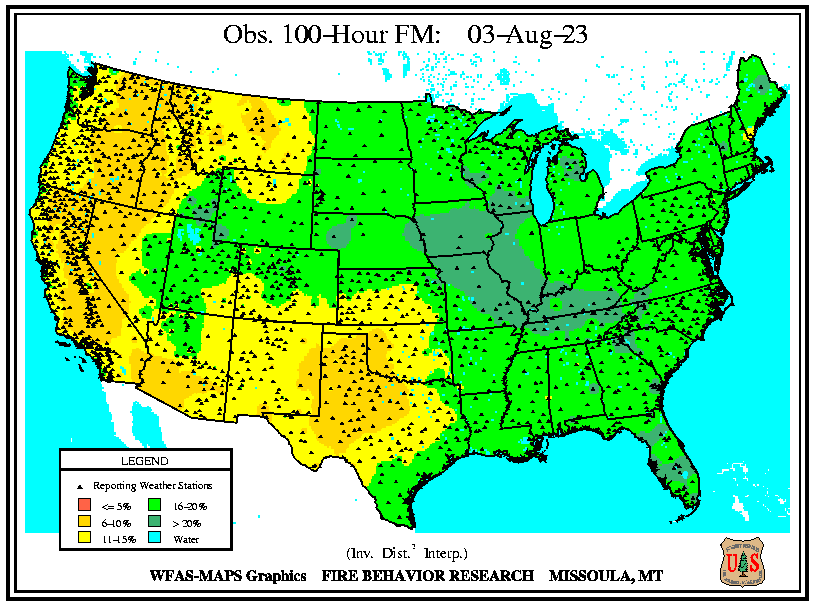 Obs. 100-Hour FM: 03-Aug-23
LEGEND
Reporting Weather Stations
<= 5%
16-20%
6-10%
> 20%
11-15%
Water
(Inv. Dist.² Interp.)
WFAS-MAPS Graphics FIRE BEHAVIOR RESEARCH MISSOULA, MT
U S